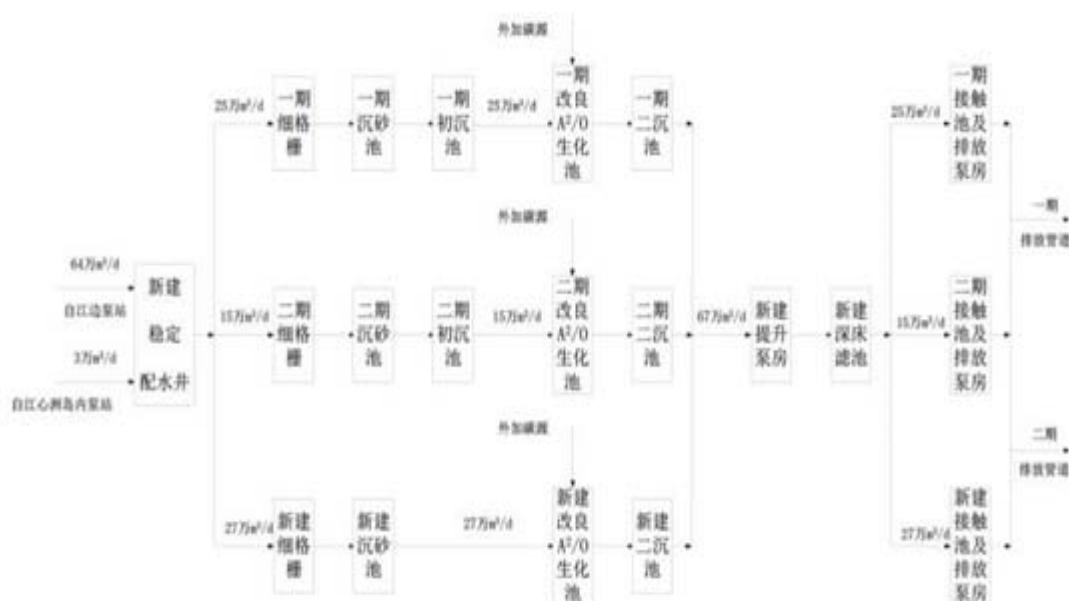 外加碳源
25万m³/d
一期
细格
栅
一期
沉砂
池
一期
初沉
池
25万m³/d
一期
改良
A²/O
生化
池
一期
二沉
池
25万m³/d
一期
接触
池及
排放
泵房
一期
排放管道
外加碳源
64万m³/d
自江边泵站
3万m³/d
自江心洲岛内泵站
新建
稳定
配水井
15万m³/d
二期
细格
栅
二期
沉砂
池
二期
初沉
池
15万m³/d
二期
改良
A²/O
生化
池
二期
二沉
池
67万m³/d
新建
提升
泵房
新建
深床
滤池
15万m³/d
二期
接触
池及
排放
泵房
二期
排放管道
外加碳源
27万m³/d
新建
细格
栅
新建
沉砂
池
27万m³/d
新建
改良
A²/O
生化
池
新建
二沉
池
27万m³/d
新建
接触
池及
排放
泵房